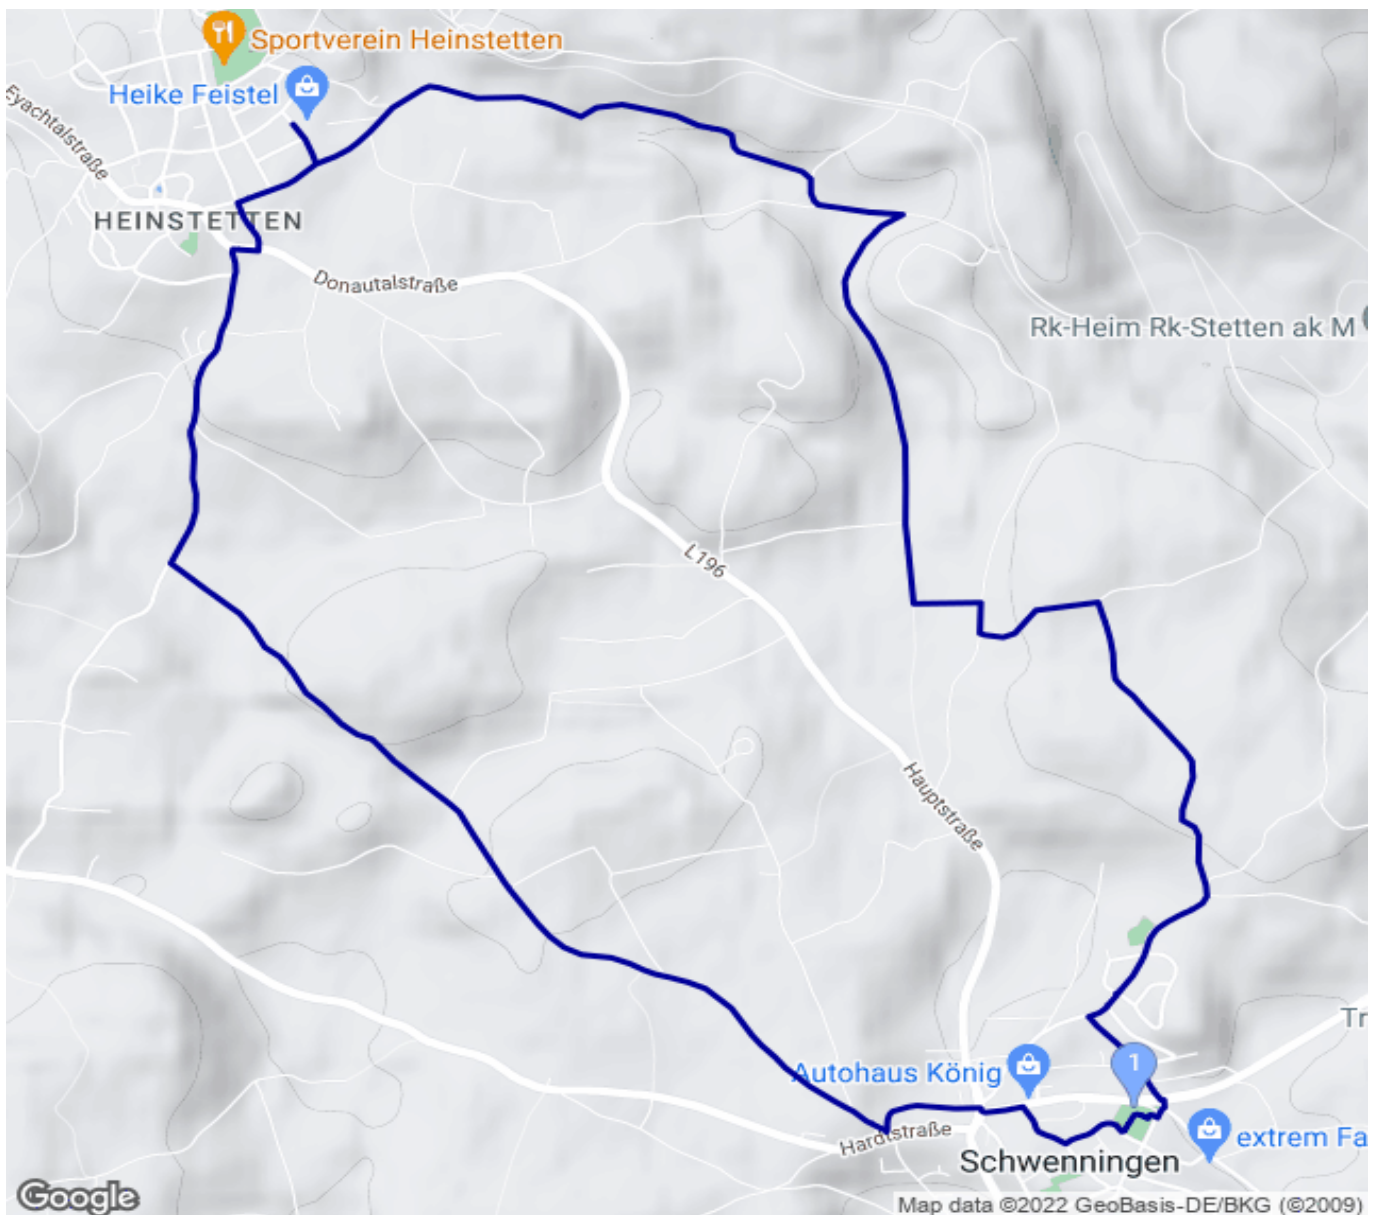 Sportverein Heinstetten
Heike Feistel
Eyachtalstraße
HEINSTETTEN
Donautalstraße
Rk-Heim Rk-Stetten ak M
L196
Hauptstraße
Tr
1
Autohaus König
Hardtstraße
extrem Fa
Schwenningen
Google
Map data ©2022 GeoBasis-DE/BKG (©2009)